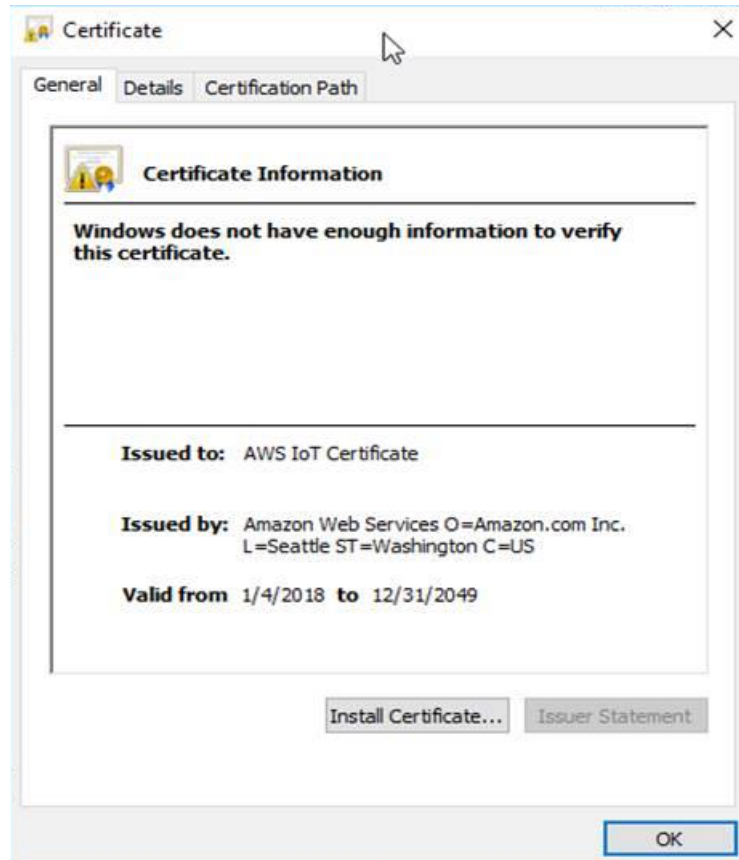 Certificate
General Details Certification Path
Certificate Information
Windows does not have enough information to verify
this certificate.
Issued to: AWS IoT Certificate
Issued by: Amazon Web Services O=Amazon.com Inc.
L=Seattle ST=Washington C=US
Valid from 1/4/2018 to 12/31/2049
Install Certificate... Issuer Statement
OK